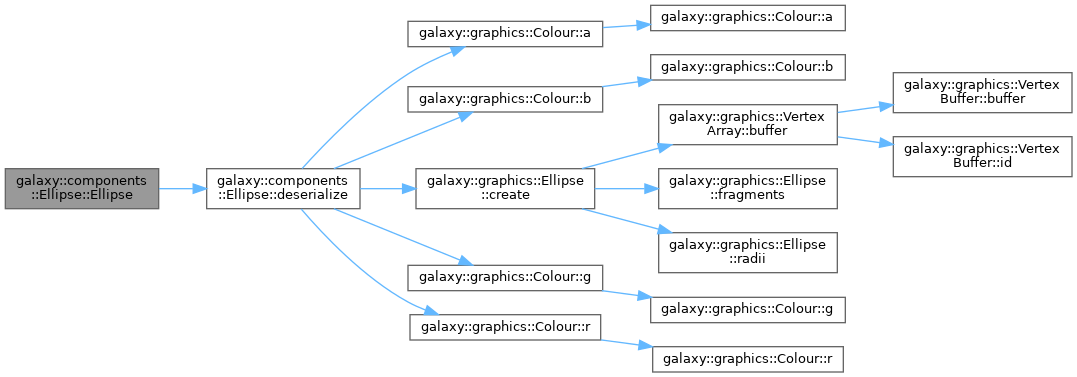 galaxy::components
::Ellipse::Ellipse
galaxy::components
::Ellipse::deserialize
galaxy::graphics::Colour::a
galaxy::graphics::Colour::a
galaxy::graphics::Colour::b
galaxy::graphics::Colour::b
galaxy::graphics::Ellipse
::create
galaxy::graphics::Vertex
Array::buffer
galaxy::graphics::Vertex
Buffer::buffer
galaxy::graphics::Vertex
Buffer::id
galaxy::graphics::Ellipse
::fragments
galaxy::graphics::Ellipse
::radii
galaxy::graphics::Colour::g
galaxy::graphics::Colour::g
galaxy::graphics::Colour::r
galaxy::graphics::Colour::r